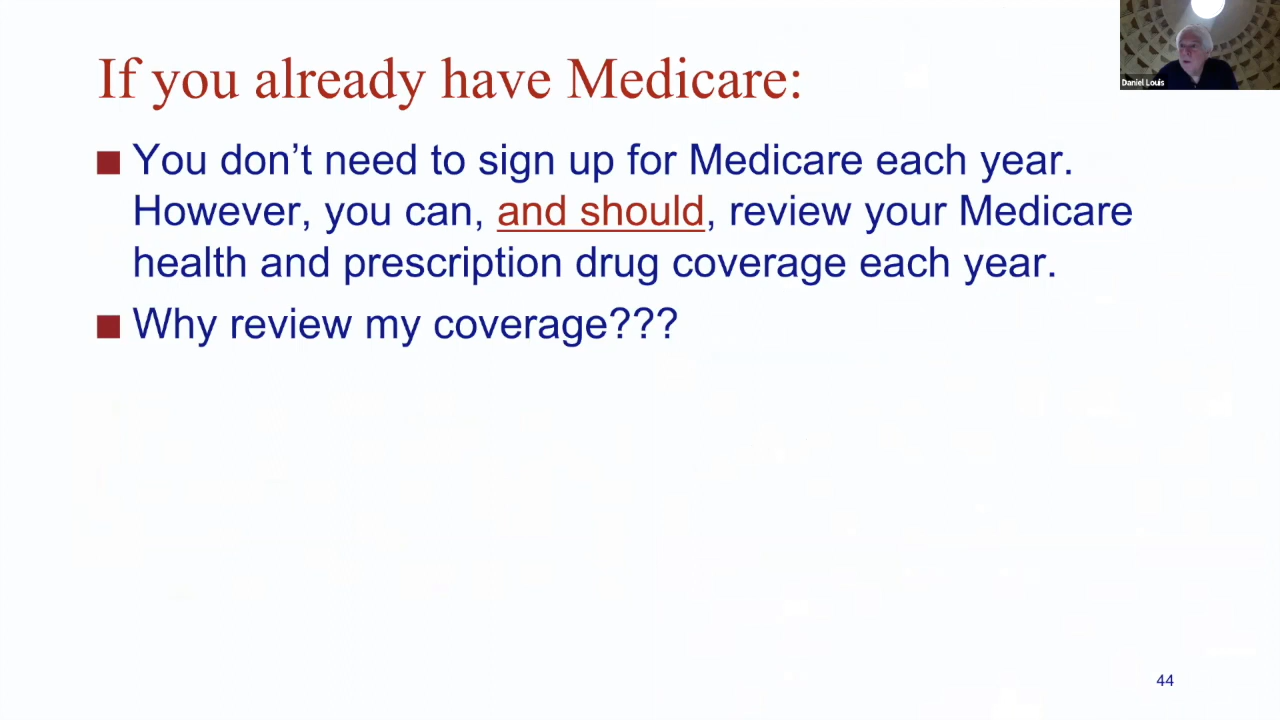 If you already have Medicare:
Daniel Louis
You don’t need to sign up for Medicare each year.
However, you can, and should, review your Medicare
health and prescription drug coverage each year.
Why review my coverage???
44